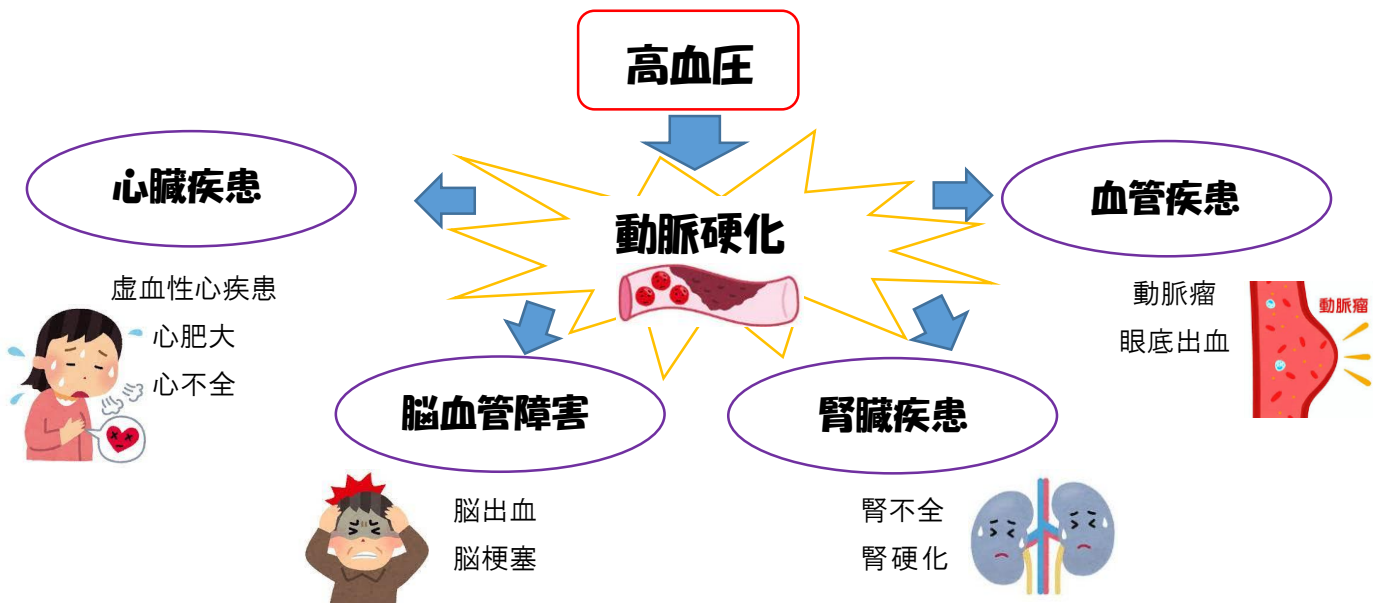 高血圧
動脈硬化
心臓疾患
虚血性心疾患
心肥大
心不全
脳血管障害
脳出血
脳梗塞
腎臓疾患
腎不全
腎硬化
血管疾患
動脈瘤
眼底出血
動脈瘤